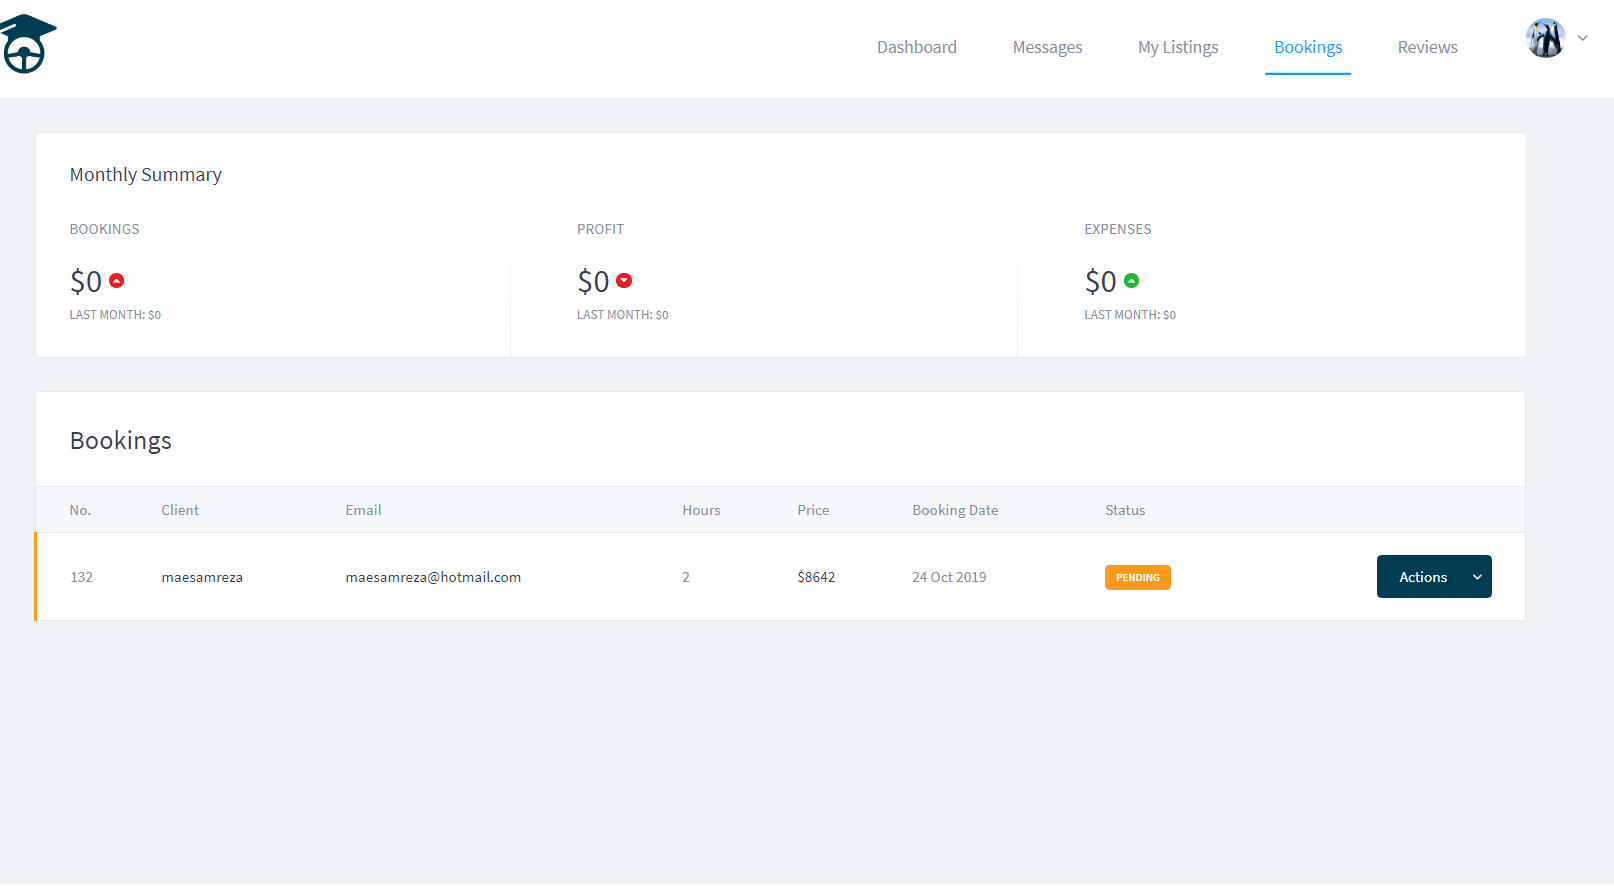 Dashboard Messages My Listings Bookings Reviews
Monthly Summary
BOOKINGS PROFIT EXPENSES
$0 $0 $0
LAST MONTH: $0 LAST MONTH: $0 LAST MONTH: $0
Bookings
No. Client Email Hours Price Booking Date Status
132 maesamreza maesamreza@hotmail.com 2 $8642 24 Oct 2019 PENDING Actions